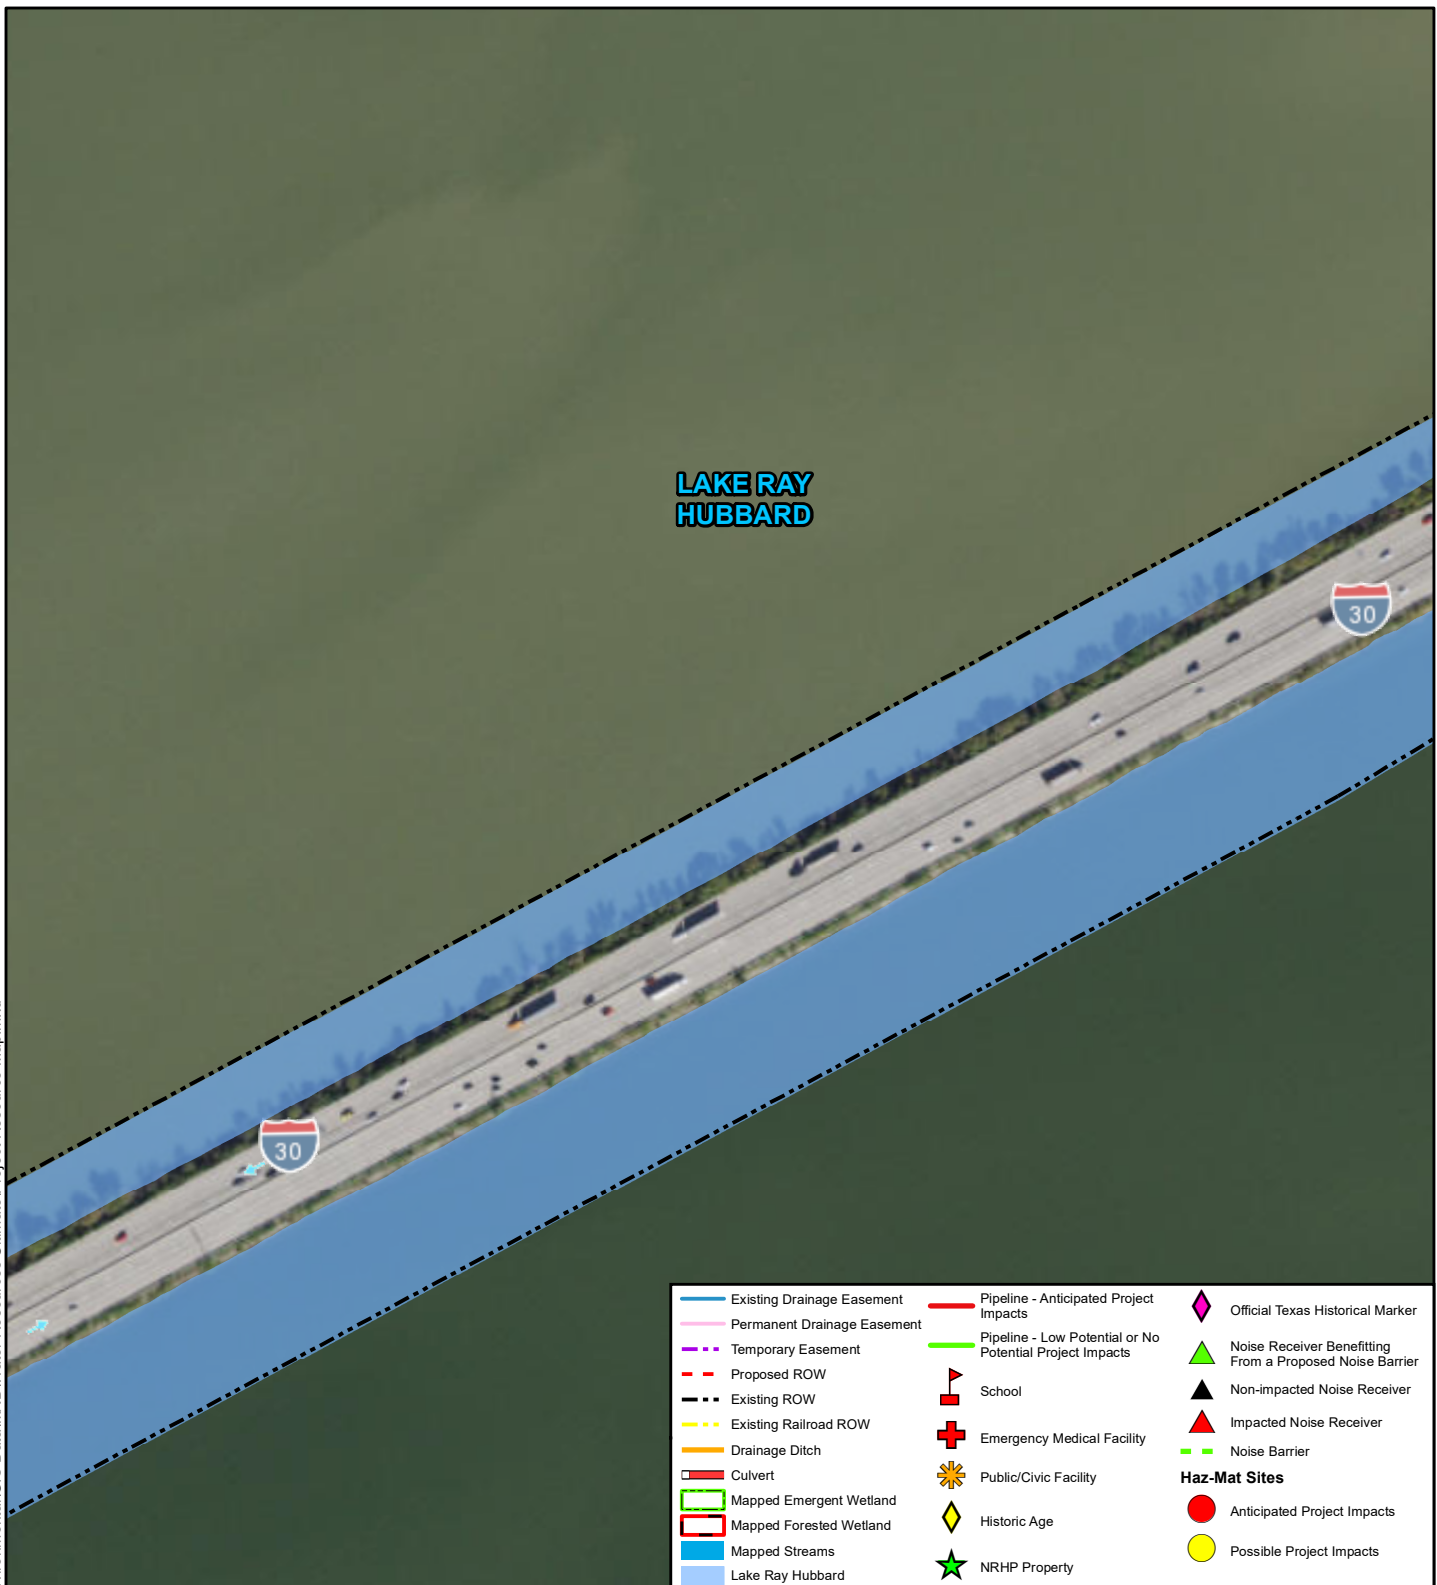 LAKE RAY
HUBBARD
30
30
Existing Drainage Easement
Permanent Drainage Easement
Temporary Easement
Proposed ROW
Existing ROW
Existing Railroad ROW
Drainage Ditch
Culvert
Mapped Emergent Wetland
Mapped Forested Wetland
Mapped Streams
Lake Ray Hubbard
Pipeline - Anticipated Project
Impacts
Pipeline - Low Potential or No
Potential Project Impacts
School
Emergency Medical Facility
Public/Civic Facility
Historic Age
NRHP Property
Official Texas Historical Marker
Noise Receiver Benefitting
From a Proposed Noise Barrier
Non-impacted Noise Receiver
Impacted Noise Receiver
Noise Barrier
Haz-Mat Sites
Anticipated Project Impacts
Possible Project Impacts